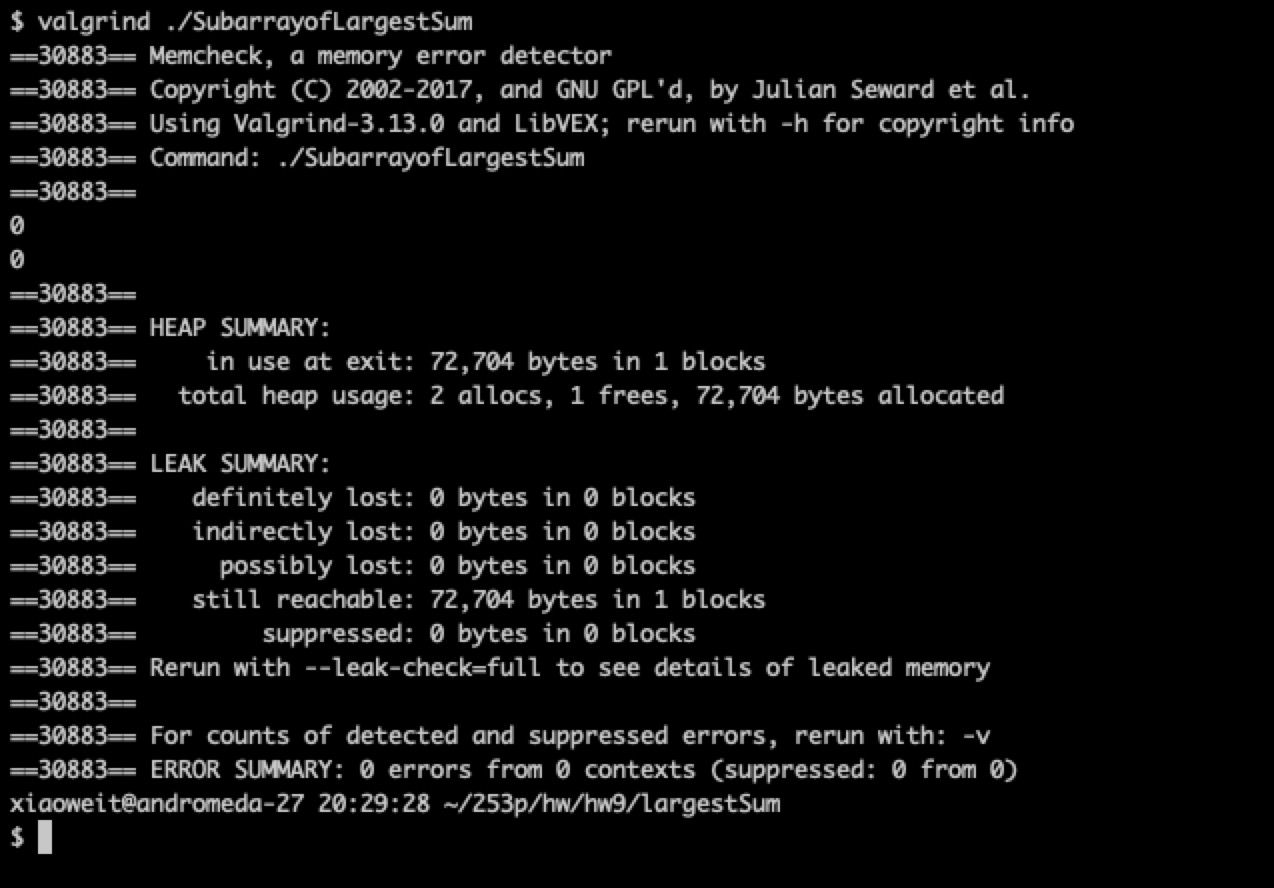 $ valgrind ./SubarrayofLargestSum
==30883== Memcheck, a memory error detector
==30883== Copyright (C) 2002-2017, and GNU GPL'd, by Julian Seward et al.
==30883== Using Valgrind-3.13.0 and LibVEX; rerun with -h for copyright info
==30883== Command: ./SubarrayofLargestSum
==30883==
0
0
==30883==
==30883== HEAP SUMMARY:
==30883==     in use at exit: 72,704 bytes in 1 blocks
==30883==   total heap usage: 2 allocs, 1 frees, 72,704 bytes allocated
==30883==
==30883== LEAK SUMMARY:
==30883==    definitely lost: 0 bytes in 0 blocks
==30883==    indirectly lost: 0 bytes in 0 blocks
==30883==      possibly lost: 0 bytes in 0 blocks
==30883==    still reachable: 72,704 bytes in 1 blocks
==30883==         suppressed: 0 bytes in 0 blocks
==30883== Rerun with --leak-check=full to see details of leaked memory
==30883==
==30883== For counts of detected and suppressed errors, rerun with: -v
==30883== ERROR SUMMARY: 0 errors from 0 contexts (suppressed: 0 from 0)
xiaoweit@andromeda-27 20:29:28 ~/253p/hw/hw9/largestSum
$